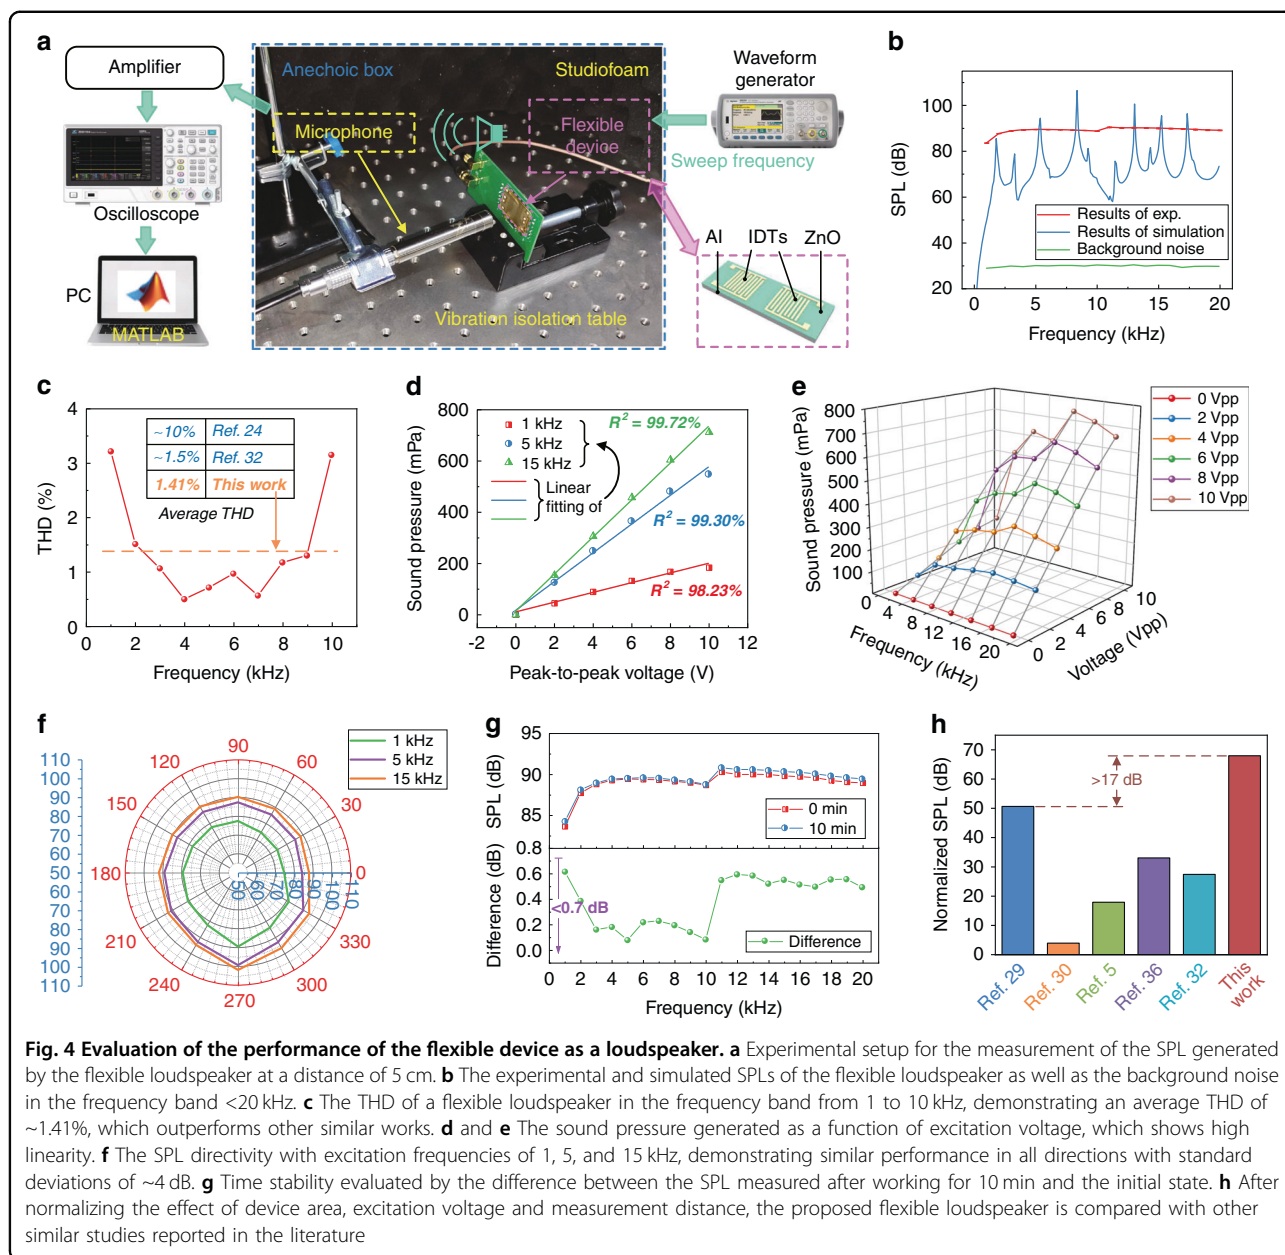 a
Amplifier
Oscilloscope
PC
MATLAB
Anechoic box
Studiofoam
Microphone
Flexible
device
Vibration isolation table
Waveform
generator
Sweep frequency
Al IDTs ZnO
b
SPL (dB)
100
80
60
40
20
Results of exp.
Results of simulation
Background noise
0 5 10 15 20
Frequency (kHz)
c
THD (%)
4
3
2
1
0
~10% Ref. 24
~1.5% Ref. 32
1.41% This work
Average THD
0 2 4 6 8 10
Frequency (kHz)
d
Sound pressure (mPa)
800
600
400
200
0
1 kHz
5 kHz
15 kHz
Linear
fitting of
R² = 99.72%
R² = 99.30%
R² = 98.23%
−2 0 2 4 6 8 10 12
Peak-to-peak voltage (V)
e
Sound pressure (mPa)
800
700
600
500
400
300
200
100
0 4 8 12 16 20
Frequency (kHz)
0 2 4 6 8 10
Voltage (Vpp)
0 Vpp
2 Vpp
4 Vpp
6 Vpp
8 Vpp
10 Vpp
f
110
100
90
80
70
60
50
60
70
80
90
100
110
90
120 60
150 30
180 0
210 330
240 300
270
50 60 70 80 90 100 110
1 kHz
5 kHz
15 kHz
g
SPL (dB)
95
90
85
0 min
10 min
Difference (dB)
0.8
0.6
0.4
0.2
0.0
<0.7 dB
Difference
0 2 4 6 8 10 12 14 16 18 20
Frequency (kHz)
h
Normalized SPL (dB)
70
60
50
40
30
20
10
0
>17 dB
Ref. 29
Ref. 30
Ref. 5
Ref. 36
Ref. 32
This
work
Fig. 4 Evaluation of the performance of the flexible device as a loudspeaker. a Experimental setup for the measurement of the SPL generated
by the flexible loudspeaker at a distance of 5 cm. b The experimental and simulated SPLs of the flexible loudspeaker as well as the background noise
in the frequency band <20 kHz. c The THD of a flexible loudspeaker in the frequency band from 1 to 10 kHz, demonstrating an average THD of
~1.41%, which outperforms other similar works. d and e The sound pressure generated as a function of excitation voltage, which shows high
linearity. f The SPL directivity with excitation frequencies of 1, 5, and 15 kHz, demonstrating similar performance in all directions with standard
deviations of ~4 dB. g Time stability evaluated by the difference between the SPL measured after working for 10 min and the initial state. h After
normalizing the effect of device area, excitation voltage and measurement distance, the proposed flexible loudspeaker is compared with other
similar studies reported in the literature